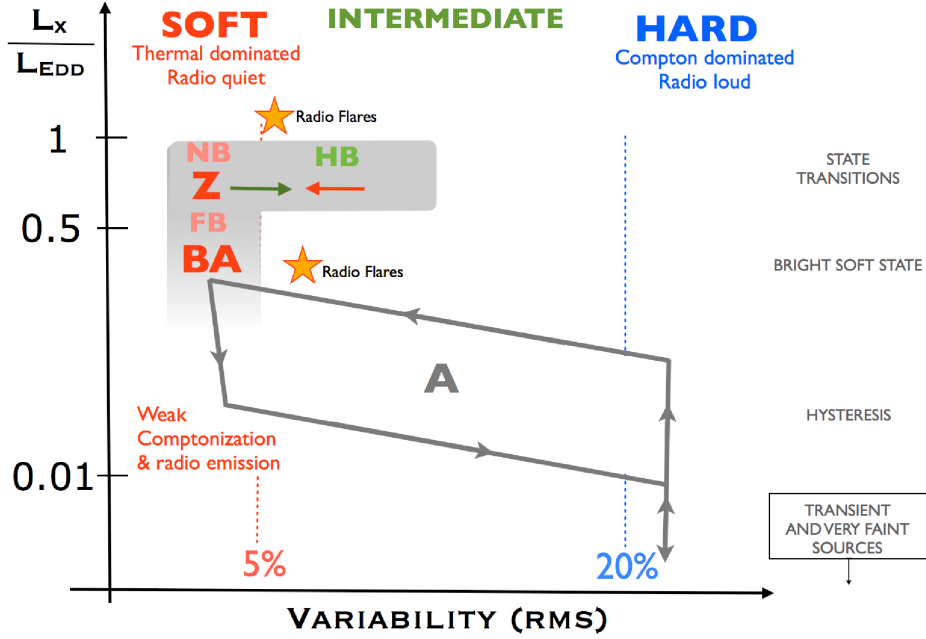 Lx
LEDD
SOFT
Thermal dominated
Radio quiet
INTERMEDIATE
HARD
Compton dominated
Radio loud
Radio Flares
1
NB
HB
Z
STATE
TRANSITIONS
0.5
FB
BA
Radio Flares
BRIGHT SOFT STATE
A
Weak
Comptonization
& radio emission
HYSTERESIS
0.01
TRANSIENT
AND VERY FAINT
SOURCES
5%
20%
VARIABILITY (RMS)